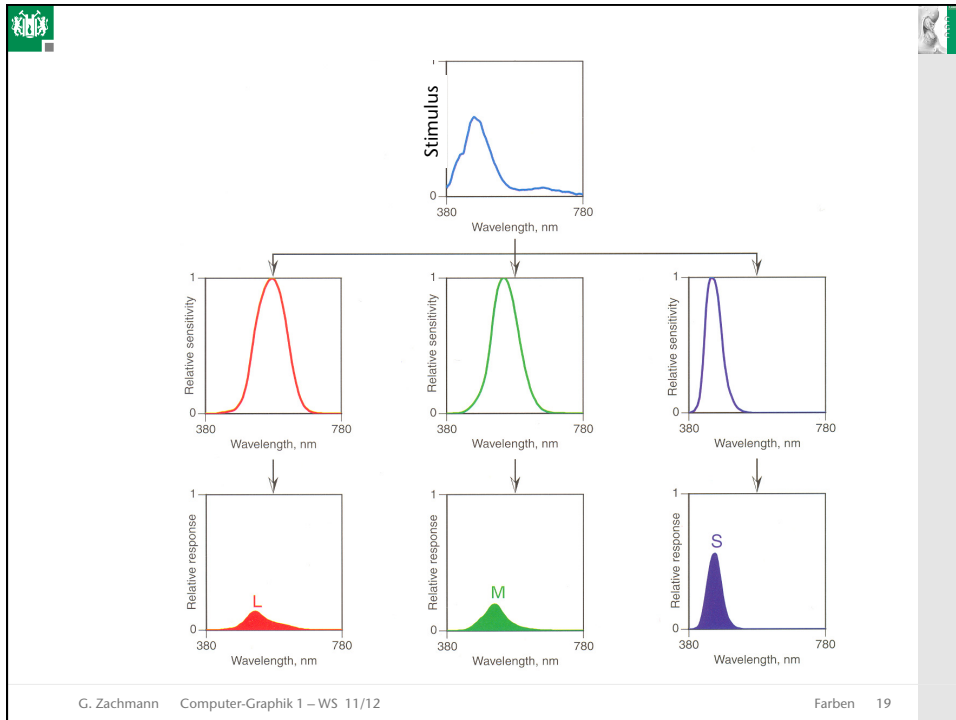 1
Stimulus
0
380 780
Wavelength, nm
1 1 1
Relative sensitivity Relative sensitivity Relative sensitivity
0 0 0
380 780 380 780 380 780
Wavelength, nm Wavelength, nm Wavelength, nm
1 1 1
Relative response Relative response Relative response
L M S
0 0 0
380 780 380 780 380 780
Wavelength, nm Wavelength, nm Wavelength, nm
G. Zachmann Computer-Graphik 1 – WS 11/12 Farben 19